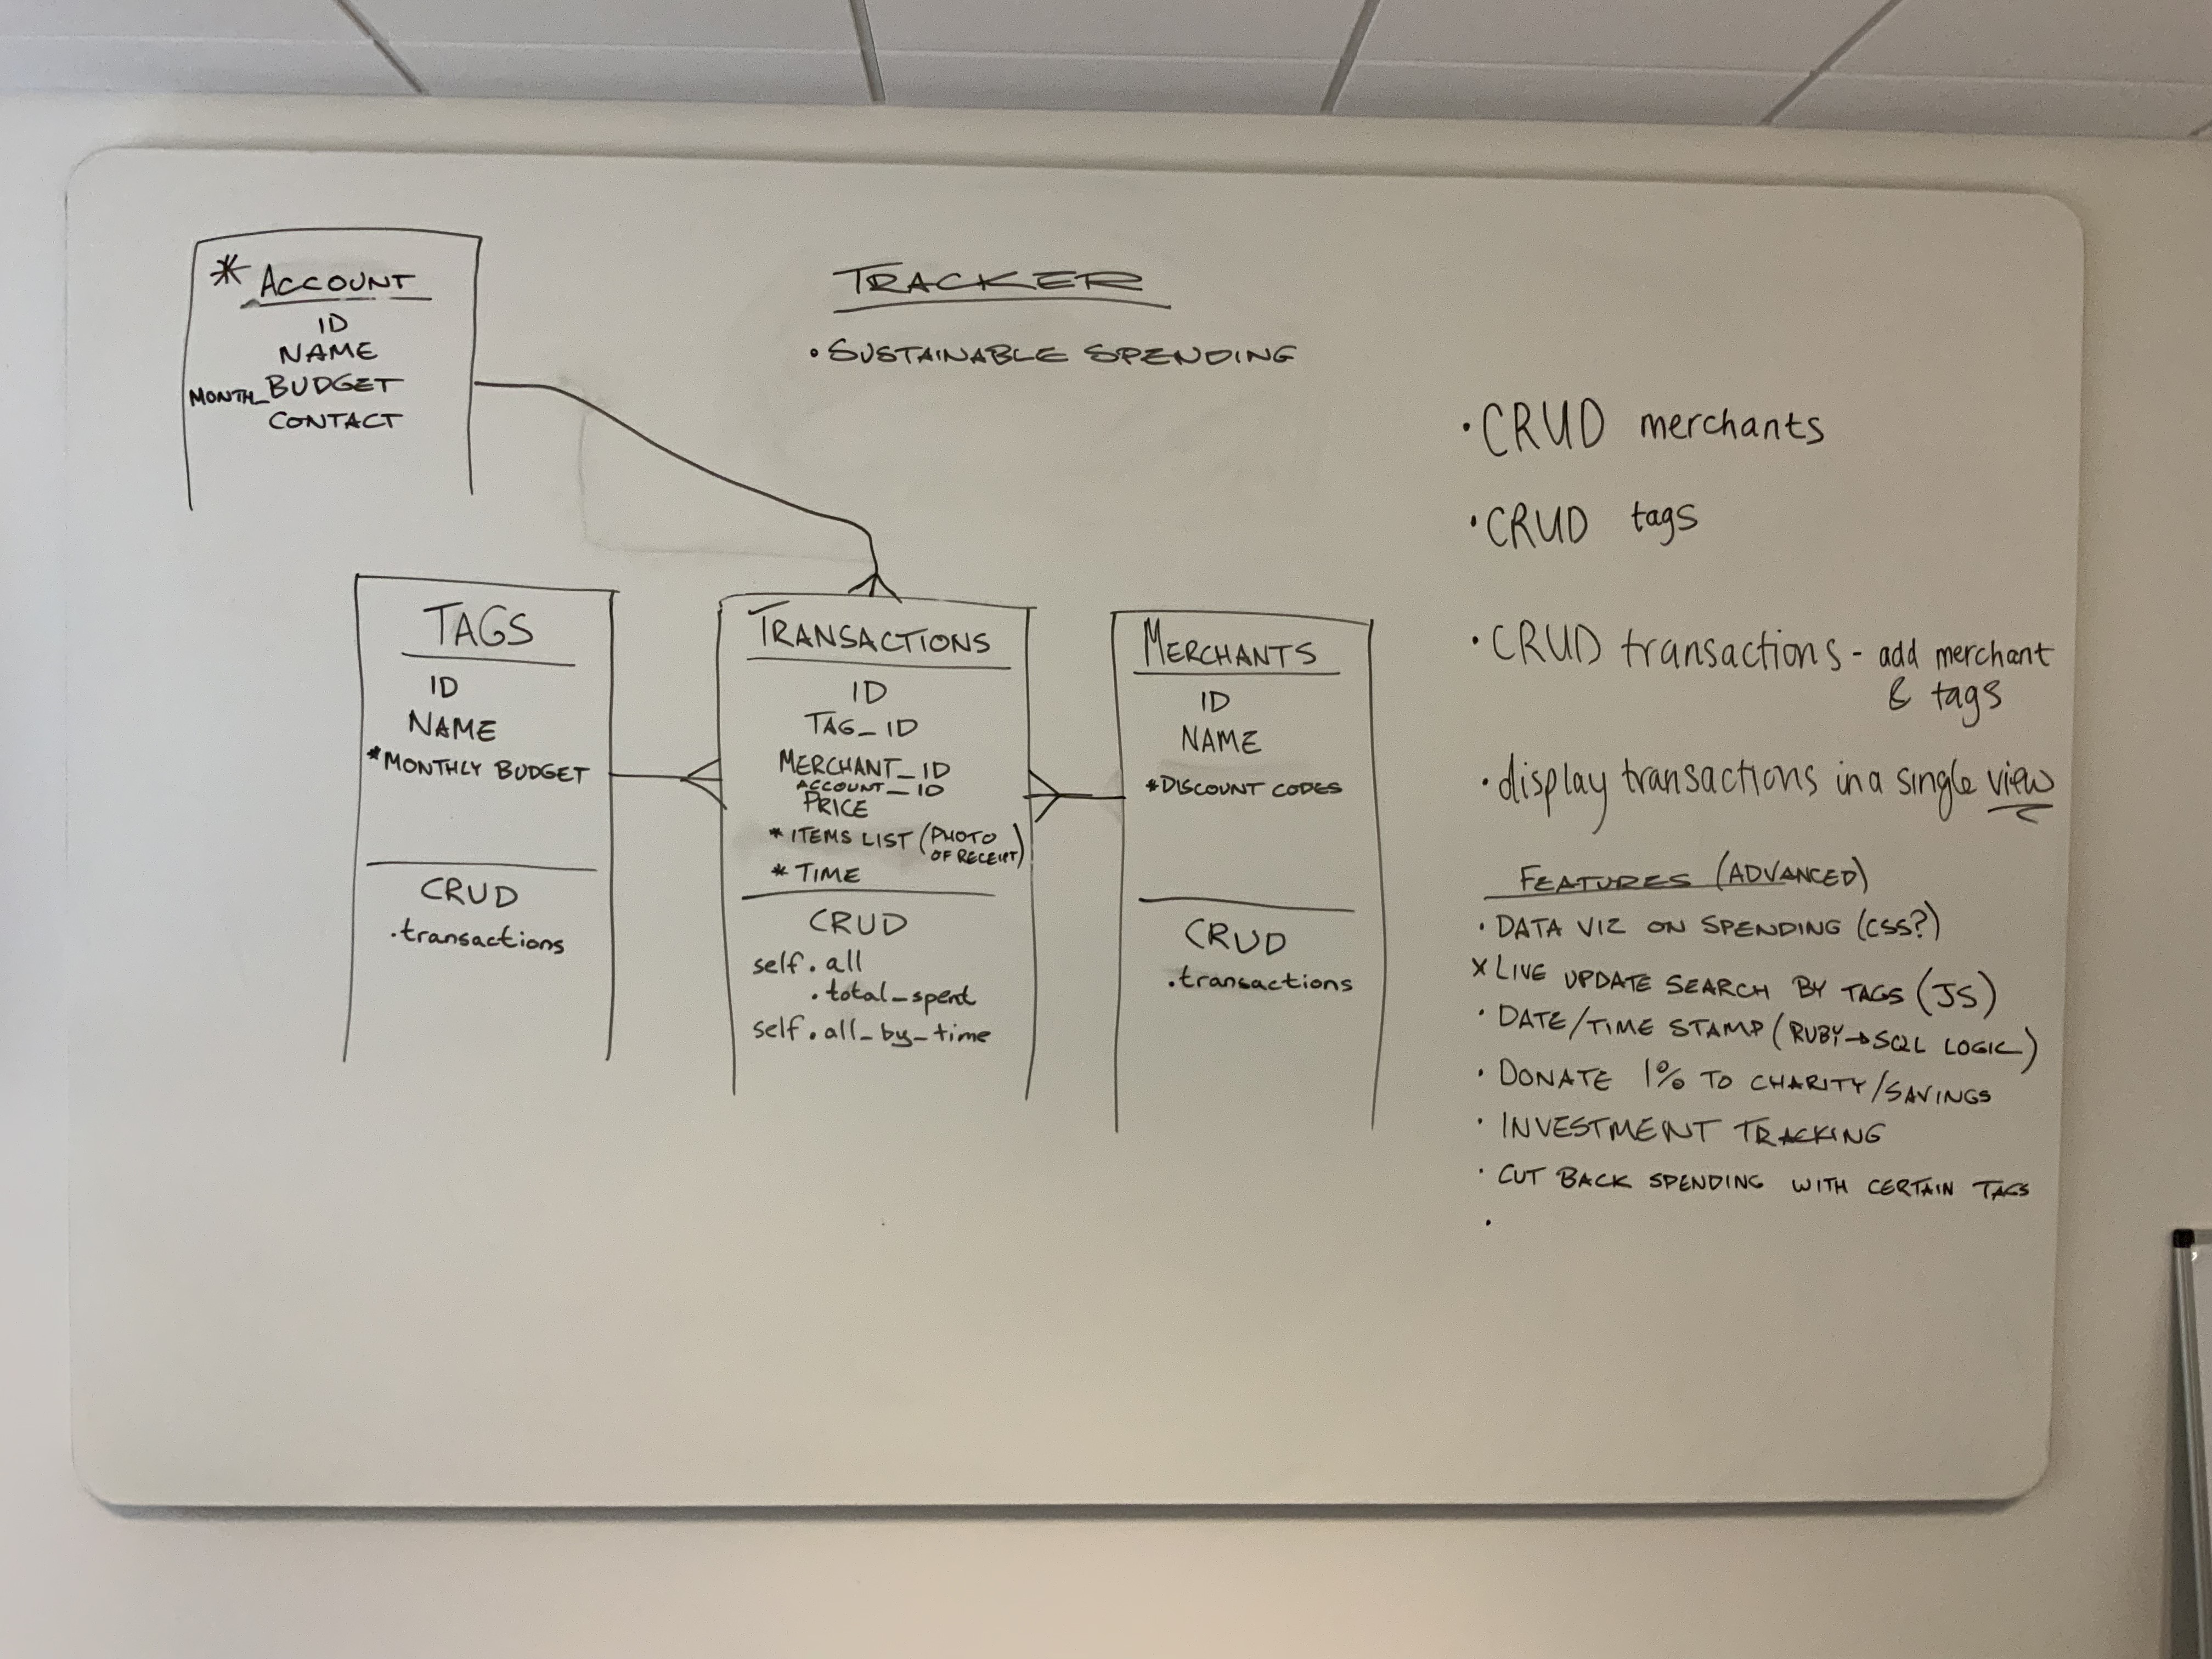 * ACCOUNT
ID
NAME
MONTH_BUDGET
CONTACT
TRACKER
• SUSTAINABLE SPENDING
TAGS
ID
NAME
*MONTHLY BUDGET
CRUD
.transactions
TRANSACTIONS
ID
TAG_ID
MERCHANT_ID
ACCOUNT_ID
PRICE
* ITEMS LIST (PHOTO
OF RECEIPT)
* TIME
CRUD
self.all
.total_spent
self.all_by_time
MERCHANTS
ID
NAME
*DISCOUNT CODES
CRUD
.transactions
• CRUD merchants
• CRUD tags
• CRUD transactions - add merchant
& tags
• display transactions in a single view
FEATURES (ADVANCED)
• DATA VIZ ON SPENDING (CSS?)
x LIVE UPDATE SEARCH BY TAGS (JS)
• DATE/TIME STAMP (RUBY→SQL LOGIC)
• DONATE 1% TO CHARITY/SAVINGS
• INVESTMENT TRACKING
• CUT BACK SPENDING WITH CERTAIN TAGS
•